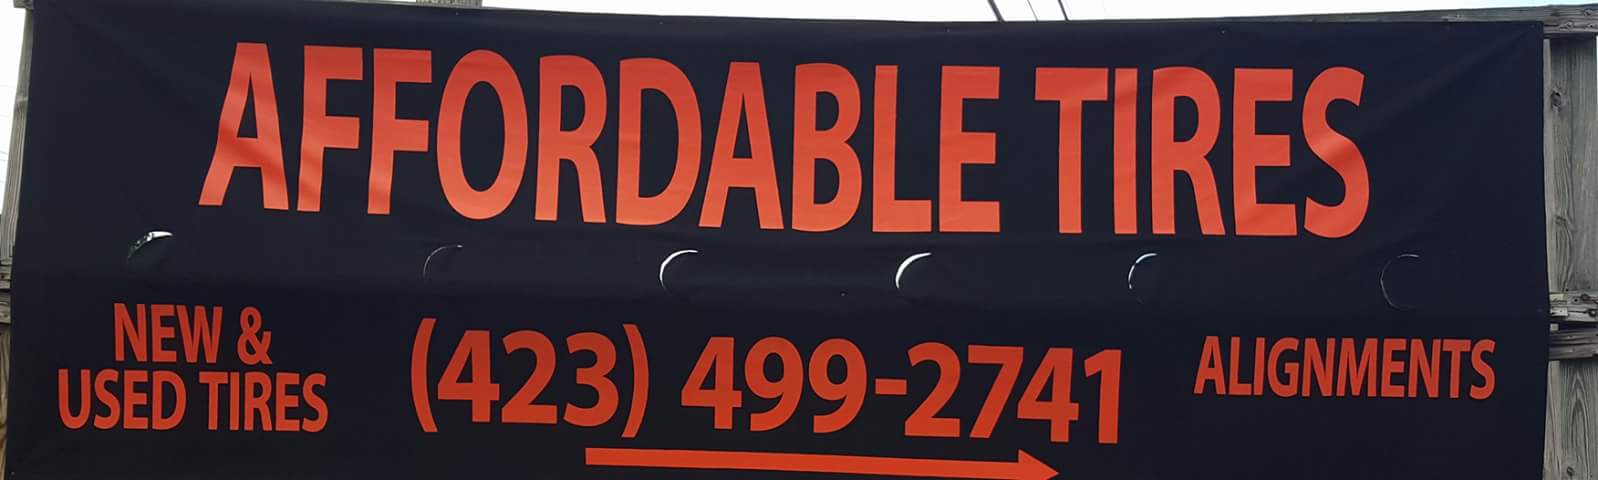 AFFORDABLE TIRES
NEW &
USED TIRES
(423) 499-2741
ALIGNMENTS